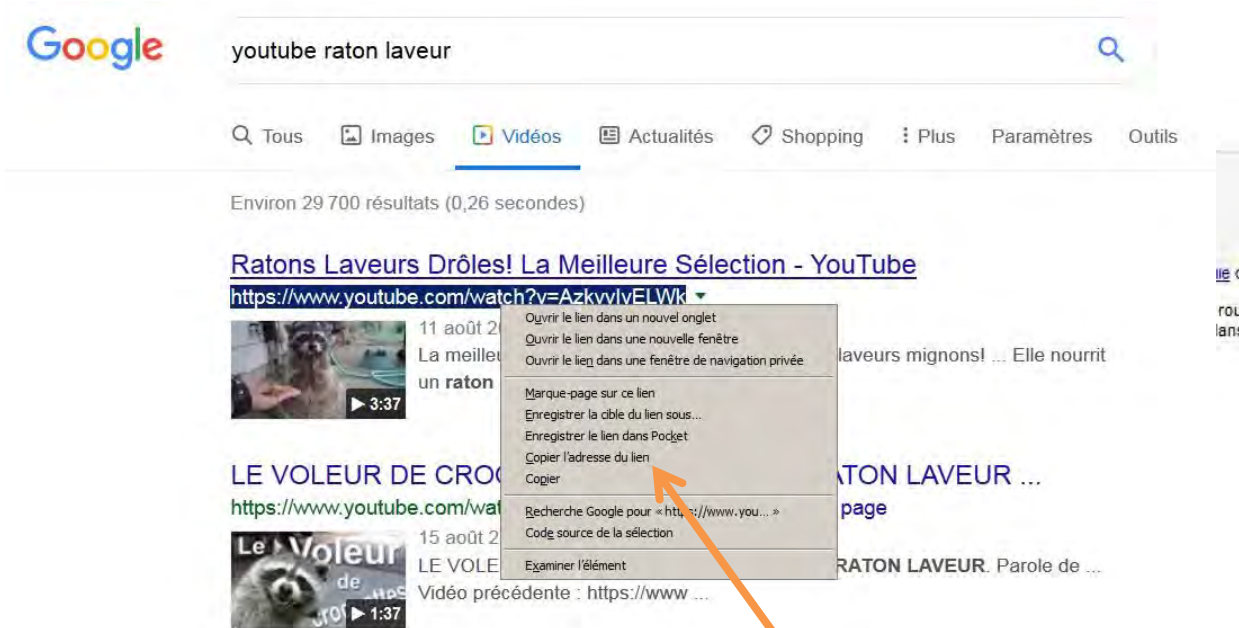 Google
youtube raton laveur
Tous Images Vidéos Actualités Shopping Plus Paramètres Outils
Environ 29 700 résultats (0,26 secondes)
Ratons Laveurs Drôles! La Meilleure Sélection - YouTube
https://www.youtube.com/watch?v=AzkvvIvELWk
11 août 2
La meilleu laveurs mignons! ... Elle nourrit
un raton
3:37
Ouvrir le lien dans un nouvel onglet
Ouvrir le lien dans une nouvelle fenêtre
Ouvrir le lien dans une fenêtre de navigation privée
Marque-page sur ce lien
Enregistrer la cible du lien sous...
Enregistrer le lien dans Pocket
Copier l'adresse du lien
Copier
Recherche Google pour « https://www.you... »
Code source de la sélection
Examiner l'élément
LE VOLEUR DE CROQ ATON LAVEUR ...
https://www.youtube.com/wat page
15 août 2
LE VOLE RATON LAVEUR. Parole de ...
Vidéo précédente : https://www ...
Le Voleur
de
1:37
rou
dans